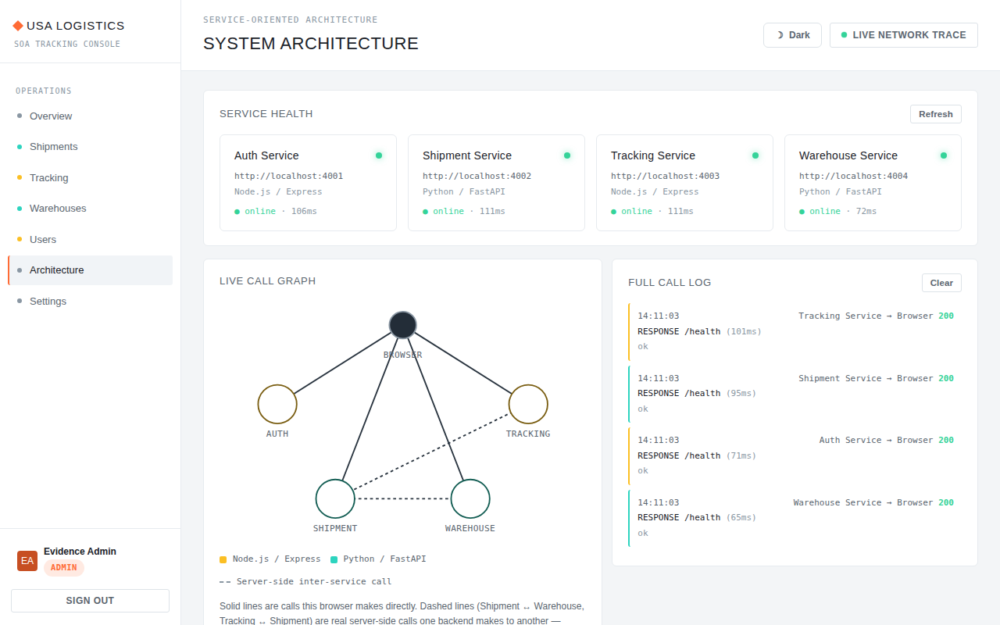 USA LOGISTICS
SOA TRACKING CONSOLE
OPERATIONS
Overview
Shipments
Tracking
Warehouses
Users
Architecture
Settings
EA
Evidence Admin
ADMIN
SIGN OUT
SERVICE-ORIENTED ARCHITECTURE
SYSTEM ARCHITECTURE
Dark
LIVE NETWORK TRACE
SERVICE HEALTH
Refresh
Auth Service
http://localhost:4001
Node.js / Express
● online · 106ms
Shipment Service
http://localhost:4002
Python / FastAPI
● online · 111ms
Tracking Service
http://localhost:4003
Node.js / Express
● online · 111ms
Warehouse Service
http://localhost:4004
Python / FastAPI
● online · 72ms
LIVE CALL GRAPH
BROWSER
AUTH
TRACKING
SHIPMENT
WAREHOUSE
Node.js / Express
Python / FastAPI
Server-side inter-service call
Solid lines are calls this browser makes directly. Dashed lines (Shipment ↔ Warehouse,
Tracking ↔ Shipment) are real server-side calls one backend makes to another —
FULL CALL LOG
Clear
14:11:03 Tracking Service → Browser 200
RESPONSE /health (101ms)
ok
14:11:03 Shipment Service → Browser 200
RESPONSE /health (95ms)
ok
14:11:03 Auth Service → Browser 200
RESPONSE /health (71ms)
ok
14:11:03 Warehouse Service → Browser 200
RESPONSE /health (65ms)
ok